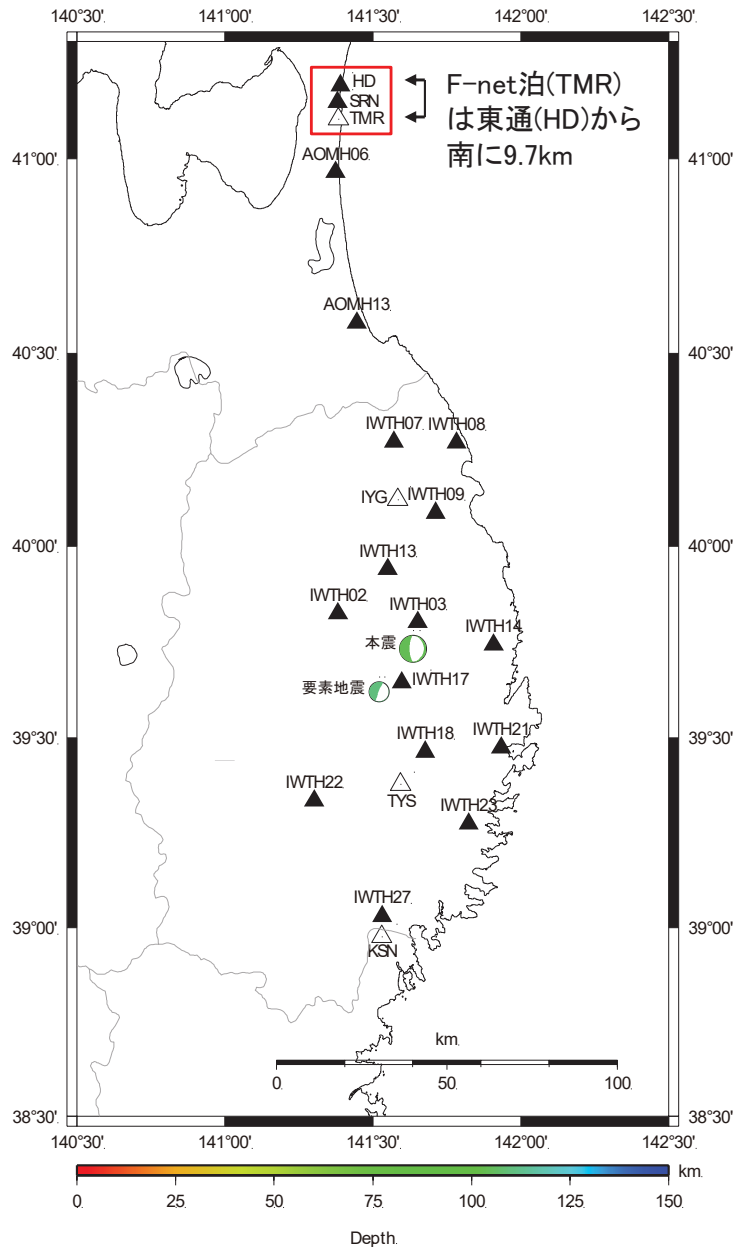 140°30'. 141°00'. 141°30'. 142°00'. 142°30'.
HD
SRN
TMR
F-net泊(TMR)
は東通(HD)から
南に9.7km
41°00'. 41°00'.
AOMH06.
AOMH13.
40°30'. 40°30'.
IWTH07. IWTH08.
IYG IWTH09.
40°00'. 40°00'.
IWTH13.
IWTH02. IWTH03.
IWTH14.
本震
IWTH17
要素地震
39°30'. 39°30'.
IWTH18. IWTH21.
IWTH22. TYS
IWTH23.
IWTH27.
39°00'. 39°00'.
KSN
km.
0. 50. 100.
38°30'. 38°30'.
140°30'. 141°00'. 141°30'. 142°00'. 142°30'.
km.
0. 25. 50. 75. 100. 125. 150.
Depth.